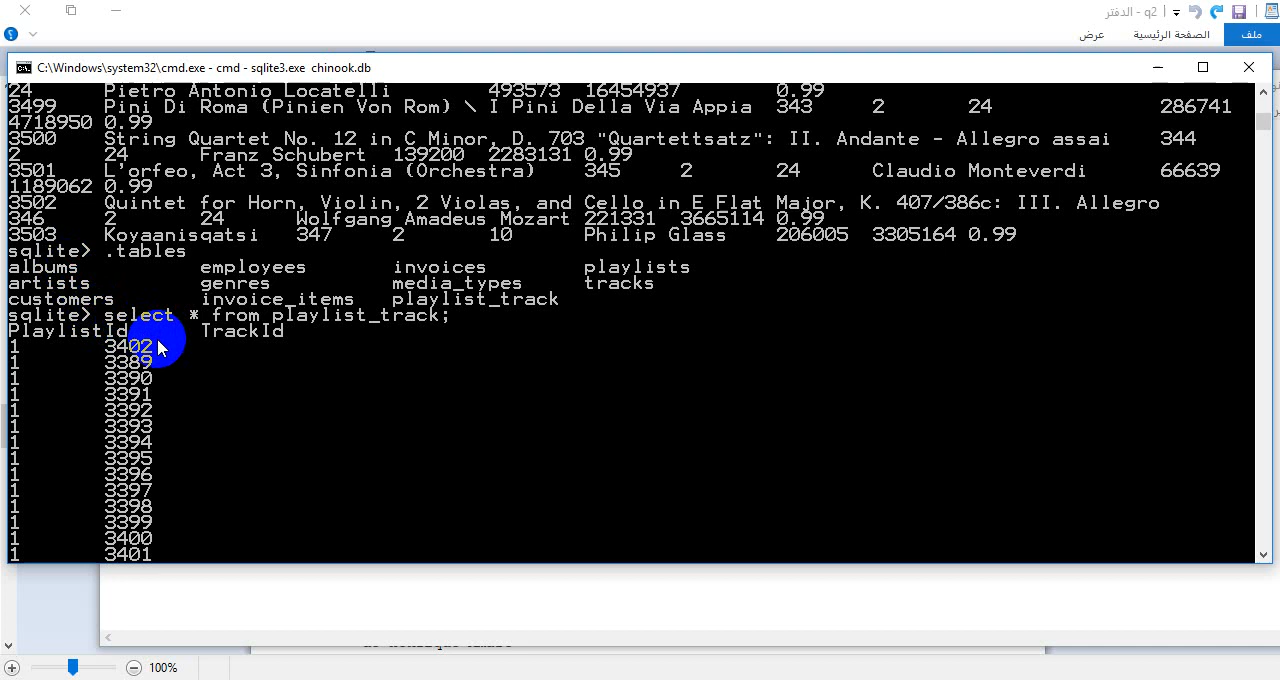 q2 - الدفتر
ملف الصفحة الرئيسية عرض
C:\Windows\system32\cmd.exe - cmd - sqlite3.exe chinook.db
24 Pietro Antonio Locatelli 493573 16454937 0.99
3499 Pini Di Roma (Pinien Von Rom) \ I Pini Della Via Appia 343 2 24 286741
4718950 0.99
3500 String Quartet No. 12 in C Minor, D. 703 "Quartettsatz": II. Andante - Allegro assai 344
2 24 Franz Schubert 139200 2283131 0.99
3501 L'orfeo, Act 3, Sinfonia (Orchestra) 345 2 24 Claudio Monteverdi 66639
1189062 0.99
3502 Quintet for Horn, Violin, 2 Violas, and Cello in E Flat Major, K. 407/386c: III. Allegro
346 2 24 Wolfgang Amadeus Mozart 221331 3665114 0.99
3503 Koyaanisqatsi 347 2 10 Philip Glass 206005 3305164 0.99
sqlite> .tables
albums employees invoices playlists
artists genres media_types tracks
customers invoice_items playlist_track
sqlite> select * from playlist_track;
PlaylistId TrackId
1 3402
1 3389
1 3390
1 3391
1 3392
1 3393
1 3394
1 3395
1 3396
1 3397
1 3398
1 3399
1 3400
1 3401
100%